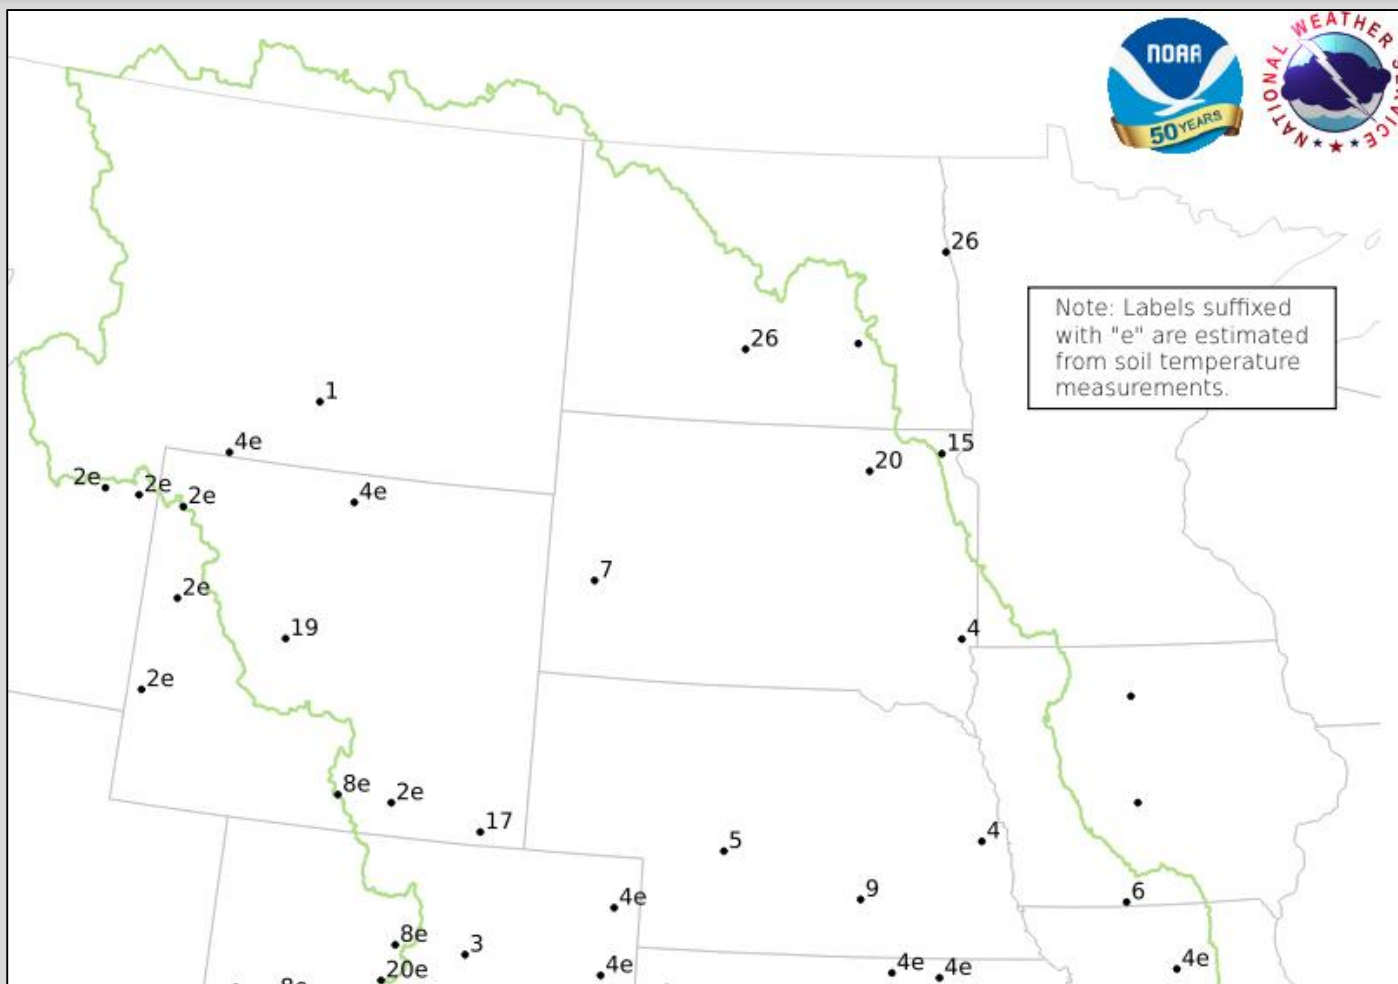 NOAA
50 YEARS
NATIONAL WEATHER SERVICE
26
Note: Labels suffixed
with "e" are estimated
from soil temperature
measurements.
26
1
4e
15
20
2e
2e
2e
4e
7
2e
19
4
2e
8e
2e
17
4
5
9
6
4e
8e
3
4e
4e
4e
20e
4e